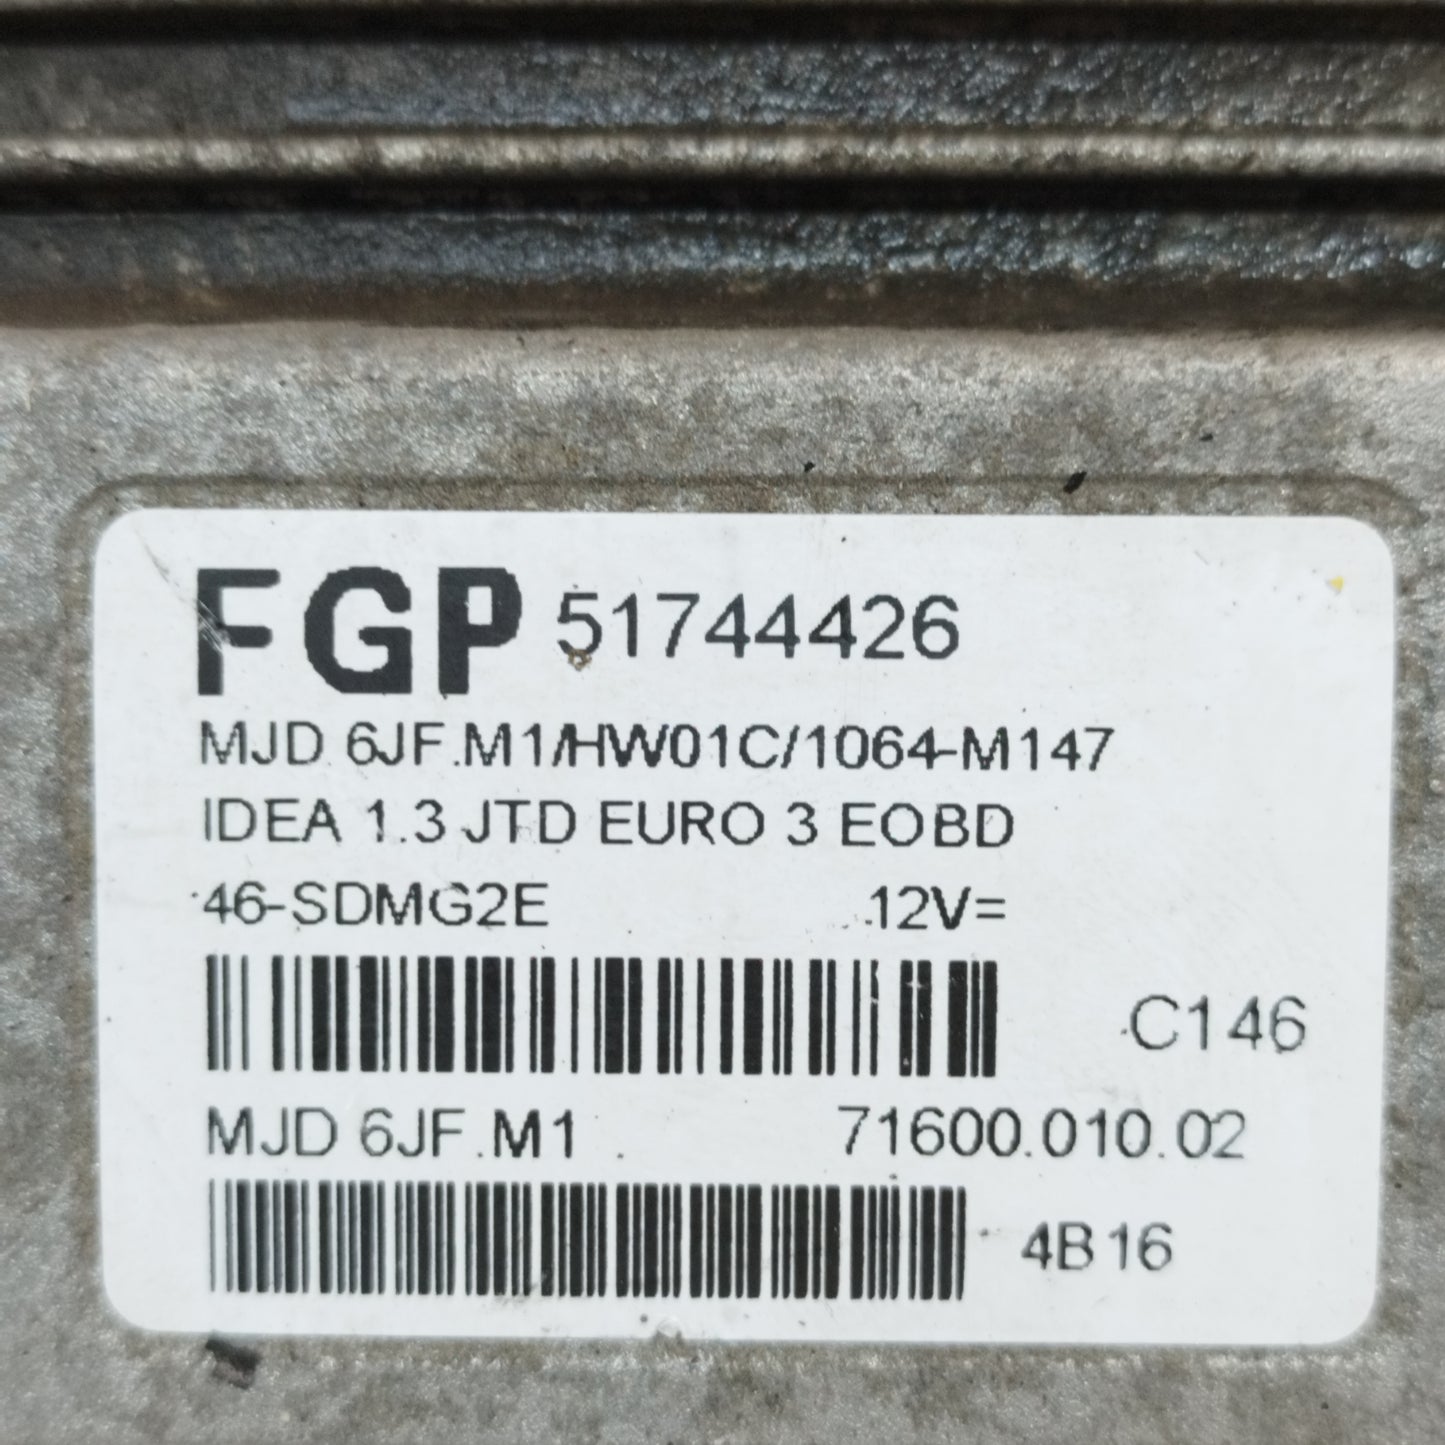 FGP 51744426
MJD 6JF.M1/HW01C/1064-M147
IDEA 1.3 JTD EURO 3 EOBD
46-SDMG2E 12V=
C146
MJD 6JF.M1 71600.010.02
4B16